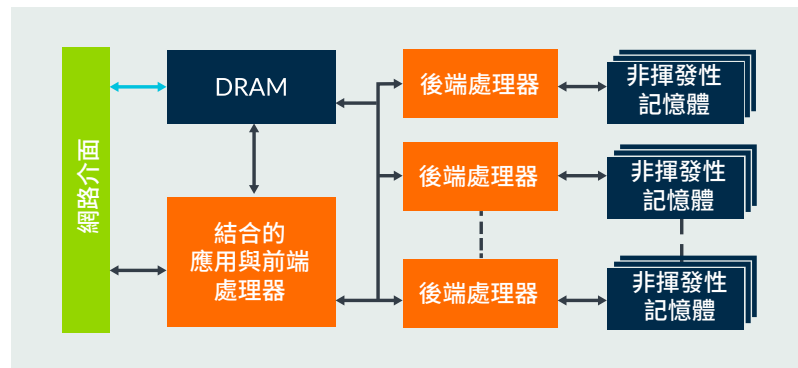 網路介面
DRAM
結合的
應用與前端
處理器
後端處理器
非揮發性
記憶體
後端處理器
非揮發性
記憶體
後端處理器
非揮發性
記憶體